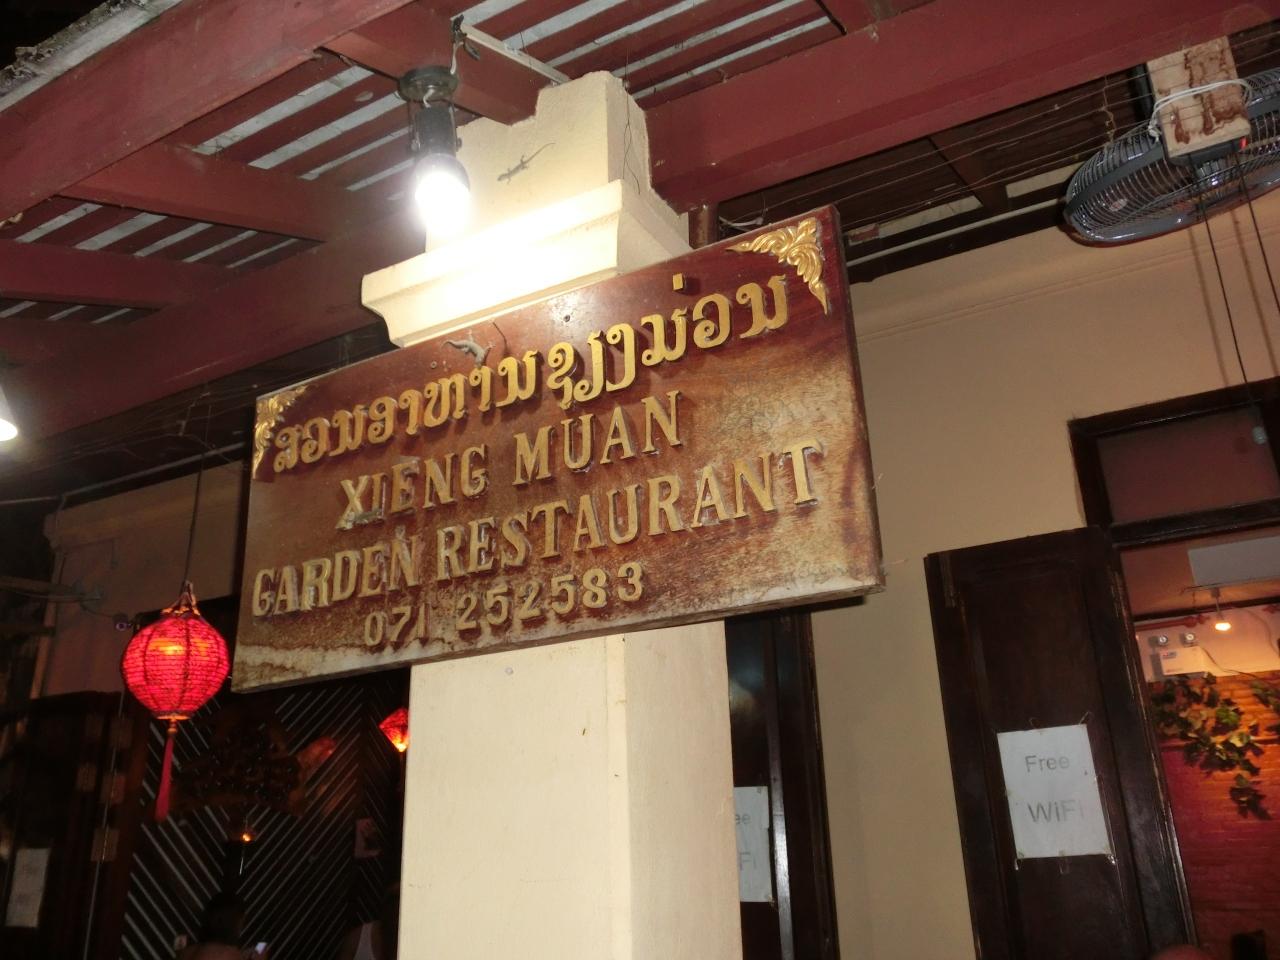 ສວນອາຫານຊຽງມ່ວນ
XIENG MUAN
GARDEN RESTAURANT
071 252583
Free
WiFi